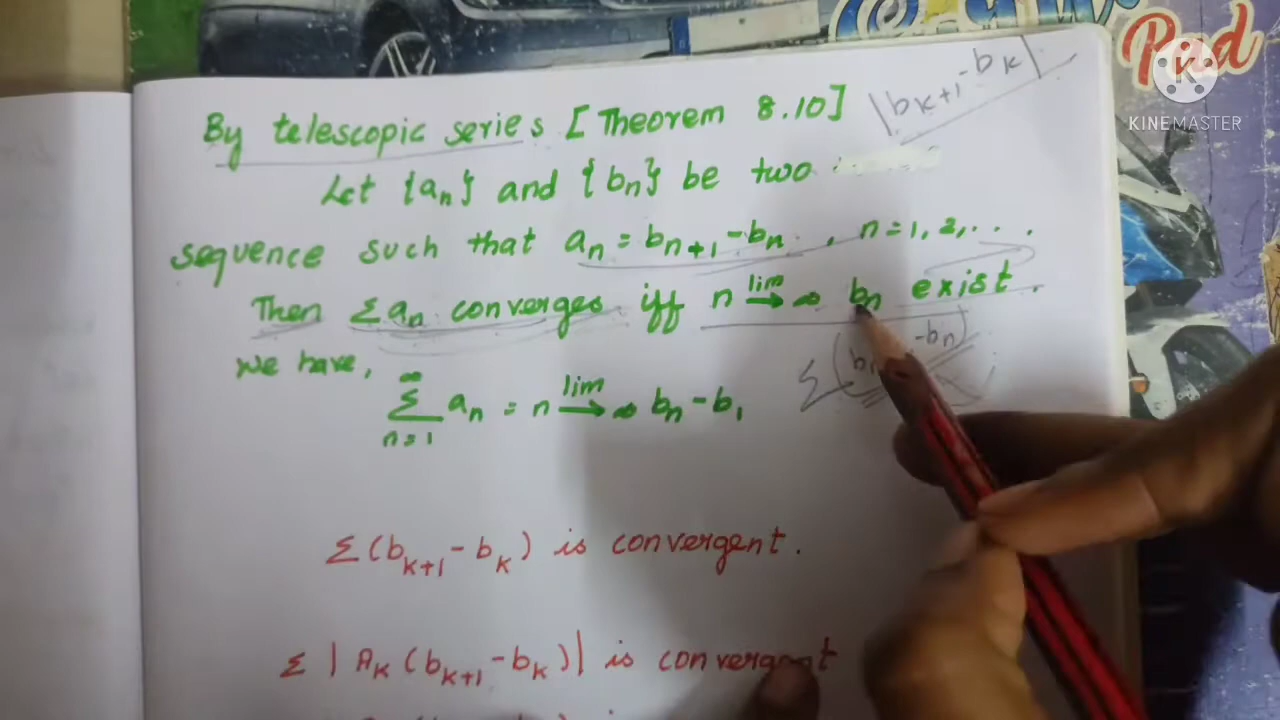 Pad
K
KINEMASTER
|bk+1 - bk|
By telescopic series [Theorem 8.10]
Let {an} and {bn} be two
sequence such that an = bn+1 - bn, n = 1, 2, . . .
Then Σan converges iff n lim→ ∞ bn exist.
Σ(b - bn)
We have,
∞ Σ n=1 an = n lim→ ∞ bn - b1
Σ(bk+1 - bk) is convergent.
Σ |Ak(bk+1 - bk)| is convergent